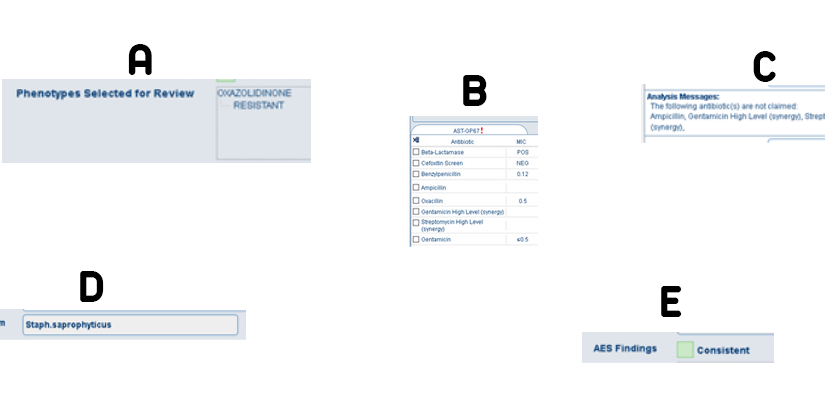 A
Phenotypes Selected for Review
OXAZOLIDINONE
RESISTANT
B
AST-GP67!
Antibiotic MIC
Beta-Lactamase POS
Cefoxitin Screen NEG
Benzylpenicillin 0.12
Ampicillin
Oxacillin 0.5
Gentamicin High Level (synergy)
Streptomycin High Level
(synergy)
Gentamicin ≤0.5
C
Analysis Messages:
The following antibiotic(s) are not claimed:
Ampicillin, Gentamicin High Level (synergy), Strept
(synergy),
D
m Staph.saprophyticus
E
AES Findings Consistent